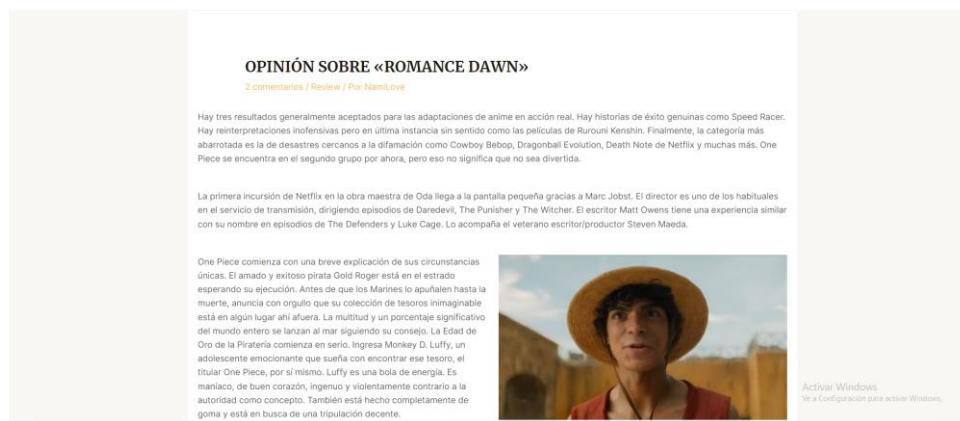 OPINIÓN SOBRE «ROMANCE DAWN»
2 comentarios / Review / Por NamiLove
Hay tres resultados generalmente aceptados para las adaptaciones de anime en acción real. Hay historias de éxito genuinas como Speed Racer.
Hay reinterpretaciones inofensivas pero en última instancia sin sentido como las películas de Rurouni Kenshin. Finalmente, la categoría más
abarrotada es la de desastres cercanos a la difamación como Cowboy Bebop, Dragonball Evolution, Death Note de Netflix y muchas más. One
Piece se encuentra en el segundo grupo por ahora, pero eso no significa que no sea divertida.
La primera incursión de Netflix en la obra maestra de Oda llega a la pantalla pequeña gracias a Marc Jobst. El director es uno de los habituales
en el servicio de transmisión, dirigiendo episodios de Daredevil, The Punisher y The Witcher. El escritor Matt Owens tiene una experiencia similar
con su nombre en episodios de The Defenders y Luke Cage. Lo acompaña el veterano escritor/productor Steven Maeda.
One Piece comienza con una breve explicación de sus circunstancias
únicas. El amado y exitoso pirata Gold Roger está en el estrado
esperando su ejecución. Antes de que los Marines lo apuñalen hasta la
muerte, anuncia con orgullo que su colección de tesoros inimaginable
está en algún lugar ahí afuera. La multitud y un porcentaje significativo
del mundo entero se lanzan al mar siguiendo su consejo. La Edad de
Oro de la Piratería comienza en serio. Ingresa Monkey D. Luffy, un
adolescente emocionante que sueña con encontrar ese tesoro, el
titular One Piece, por sí mismo. Luffy es una bola de energía. Es
maníaco, de buen corazón, ingenuo y violentamente contrario a la
autoridad como concepto. También está hecho completamente de
goma y está en busca de una tripulación decente.
Activar Windows
Ve a Configuración para activar Windows.